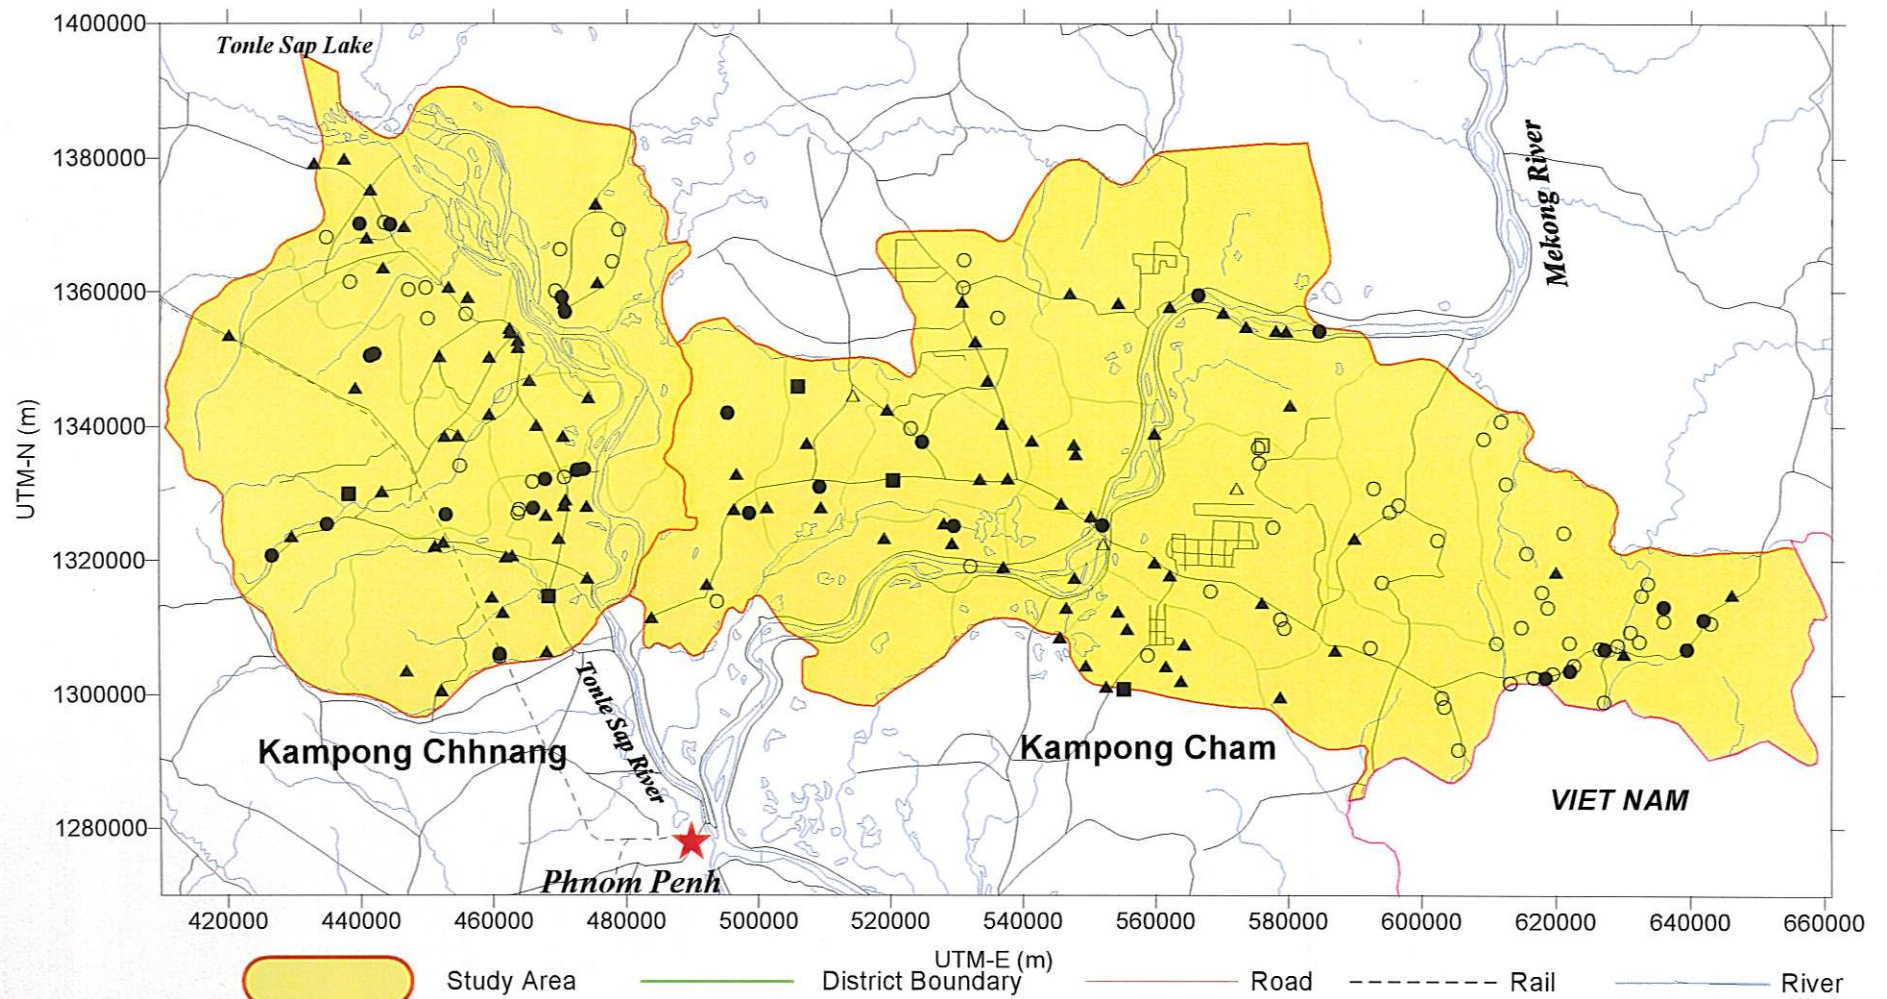 1400000
Tonle Sap Lake
1380000
Mekong River
1360000
1340000
UTM-N (m)
1320000
1300000
Tonle Sap River
Kampong Chhnang
Kampong Cham
VIET NAM
1280000
Phnom Penh
420000 440000 460000 480000 500000 520000 540000 560000 580000 600000 620000 640000 660000
UTM-E (m)
Study Area District Boundary Road Rail River